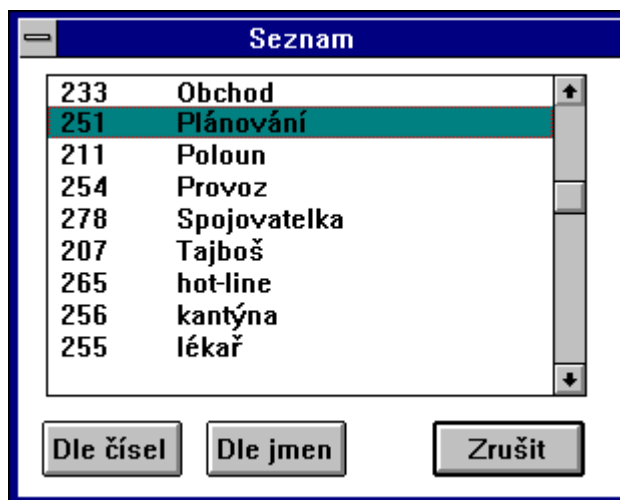 Seznam
233 Obchod
251 Plánování
211 Poloun
254 Provoz
278 Spojovatelka
207 Tajboš
265 hot-line
256 kantýna
255 lékař
Dle čísel Dle jmen Zrušit